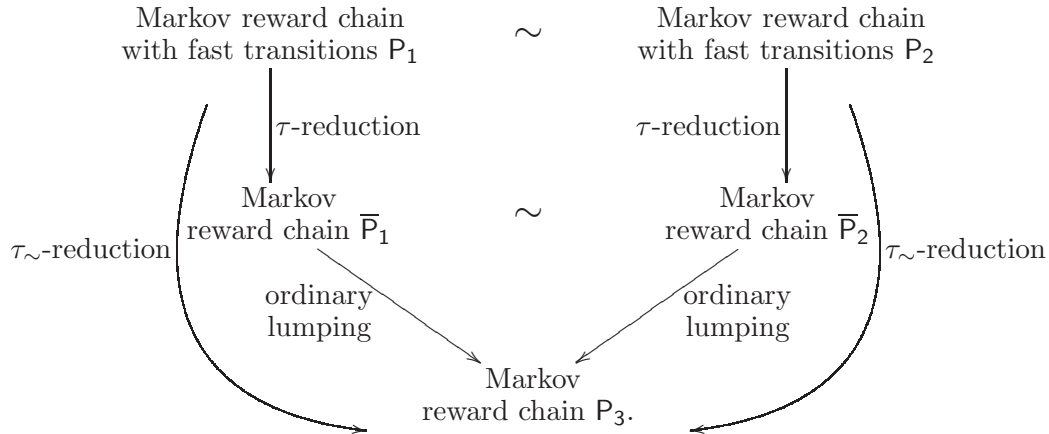 Markov reward chain
with fast transitions P₁
∼
Markov reward chain
with fast transitions P₂
τ-reduction
τ-reduction
Markov
reward chain P̅₁
∼
Markov
reward chain P̅₂
τ∼-reduction
τ∼-reduction
ordinary
lumping
ordinary
lumping
Markov
reward chain P₃.